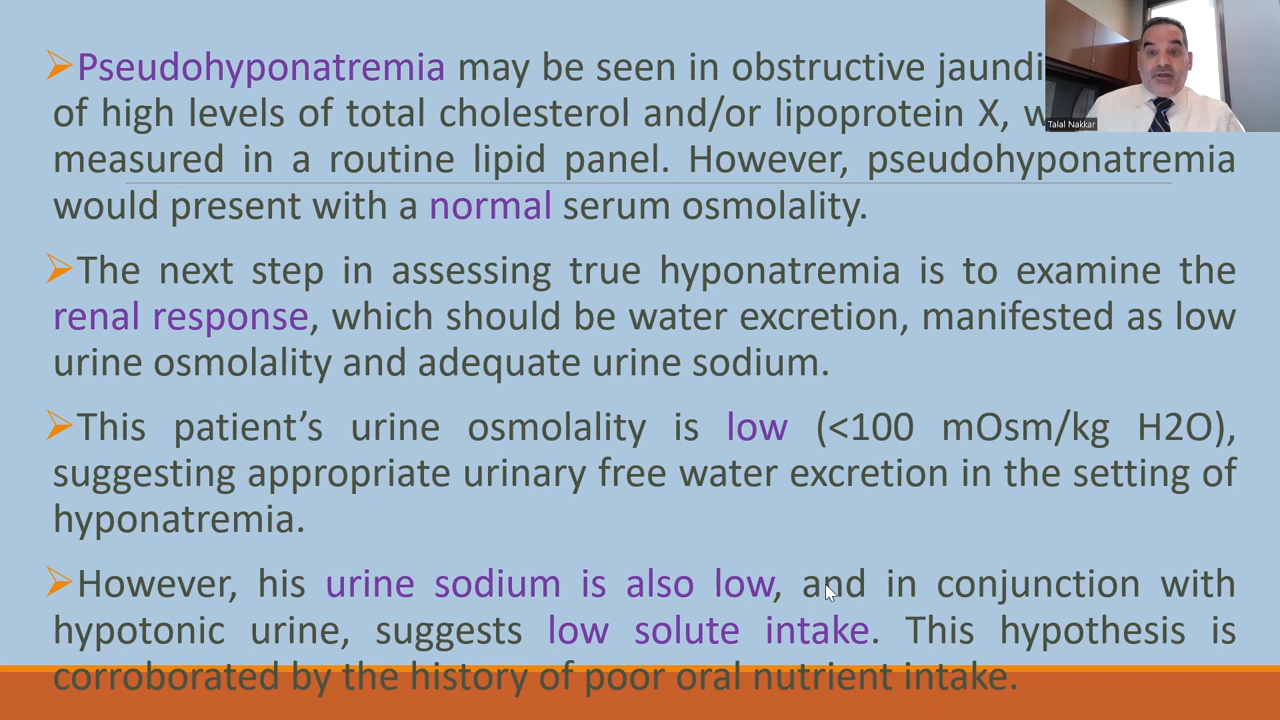 ➢Pseudohyponatremia may be seen in obstructive jaundi
of high levels of total cholesterol and/or lipoprotein X, w
measured in a routine lipid panel. However, pseudohyponatremia
would present with a normal serum osmolality.
➢The next step in assessing true hyponatremia is to examine the
renal response, which should be water excretion, manifested as low
urine osmolality and adequate urine sodium.
➢This patient’s urine osmolality is low (<100 mOsm/kg H2O),
suggesting appropriate urinary free water excretion in the setting of
hyponatremia.
➢However, his urine sodium is also low, and in conjunction with
hypotonic urine, suggests low solute intake. This hypothesis is
corroborated by the history of poor oral nutrient intake.
Talal Nakkar